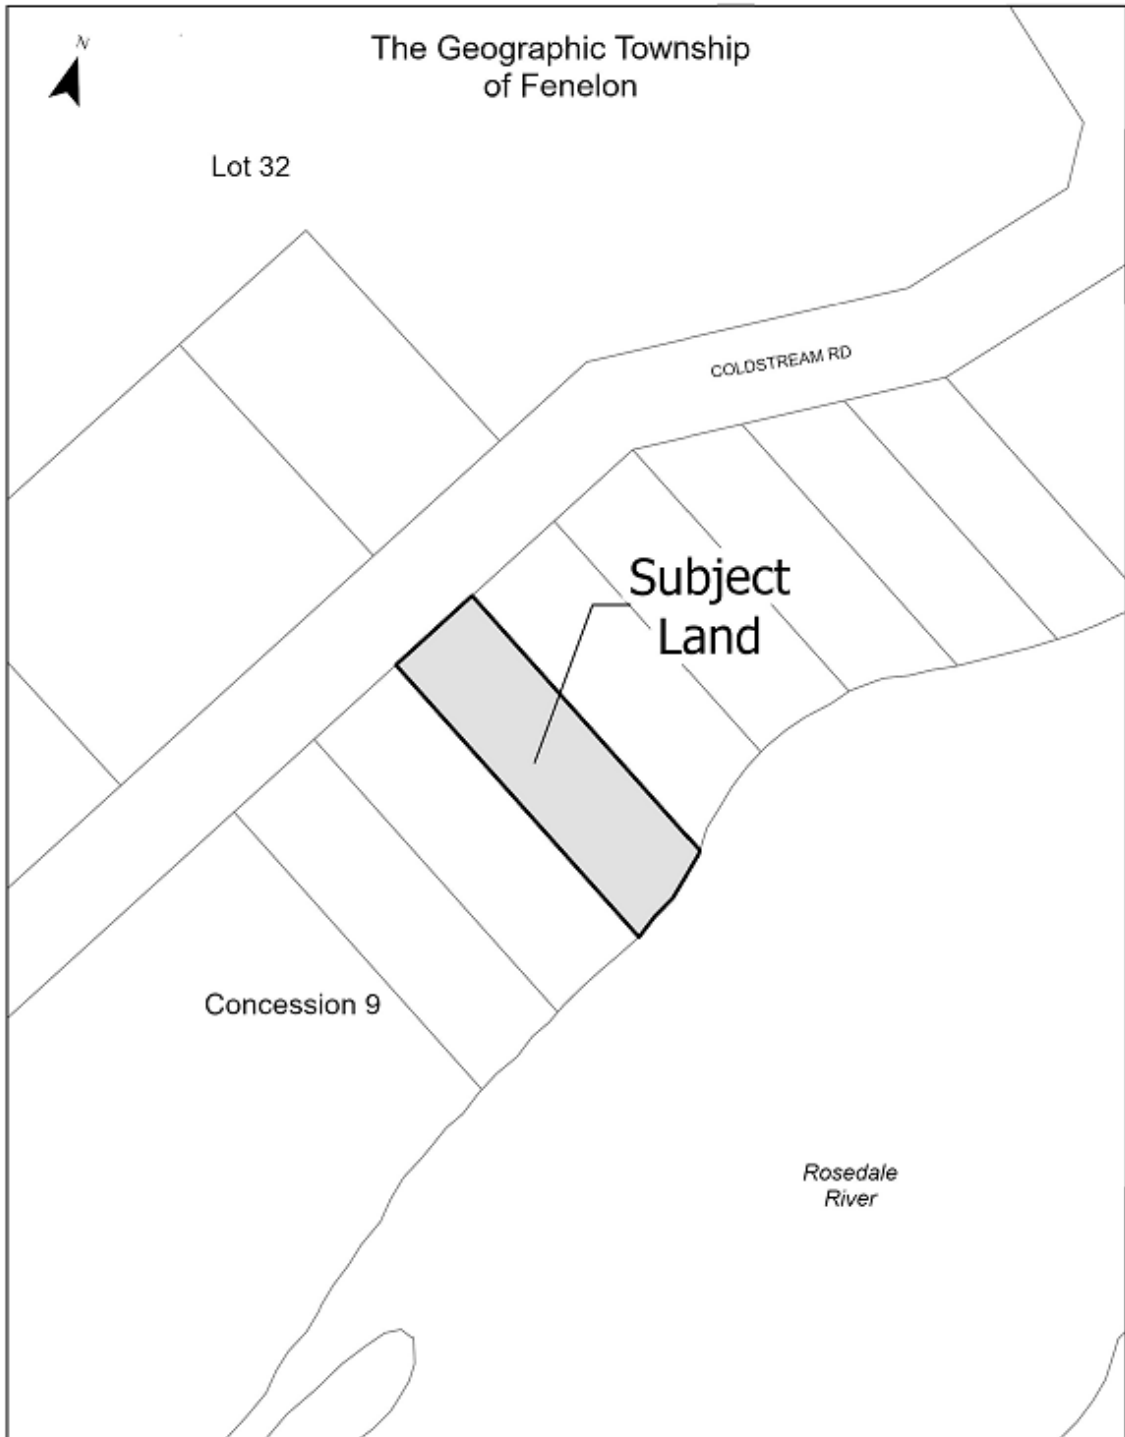 N
The Geographic Township
of Fenelon
Lot 32
COLDSTREAM RD
Subject
Land
Concession 9
Rosedale
River